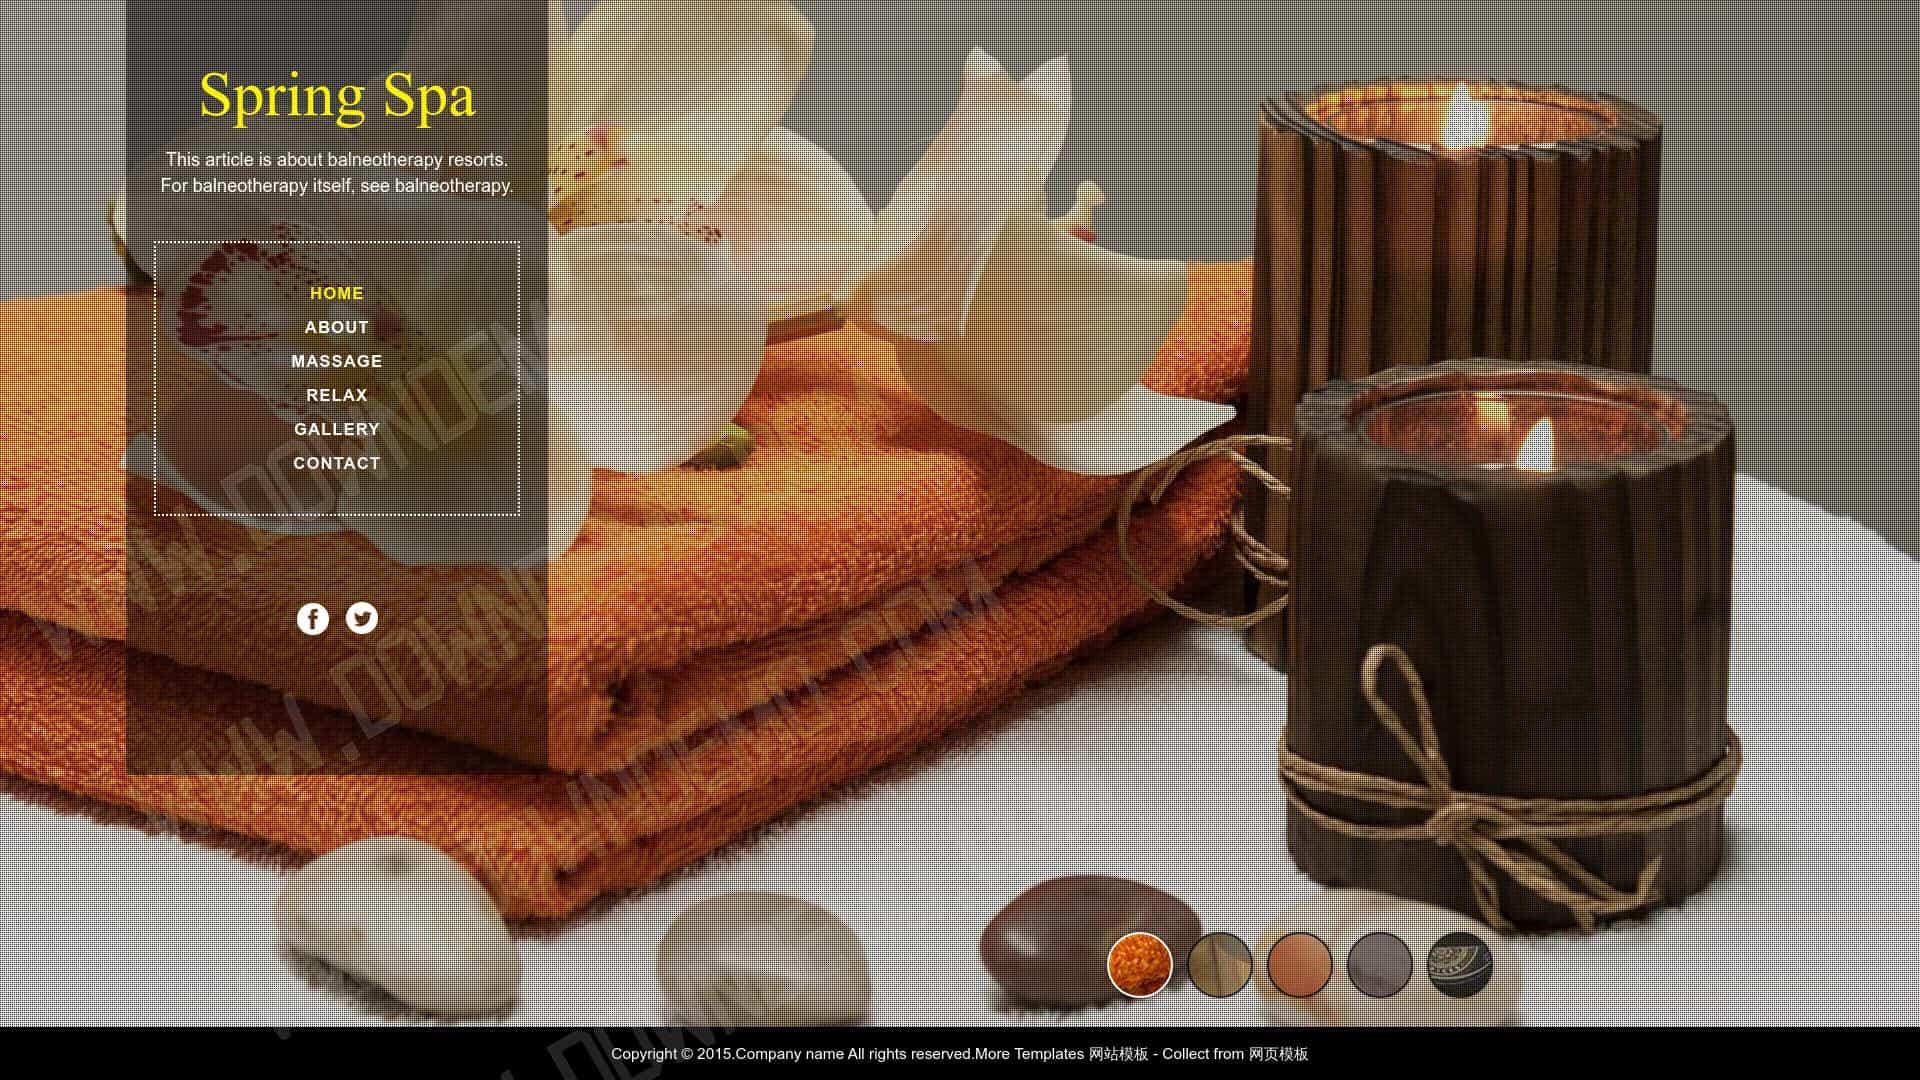 Spring Spa
This article is about balneotherapy resorts.
For balneotherapy itself, see balneotherapy.
HOME
ABOUT
MASSAGE
RELAX
GALLERY
CONTACT
Copyright © 2015.Company name All rights reserved.More Templates 网站模板 - Collect from 网页模板